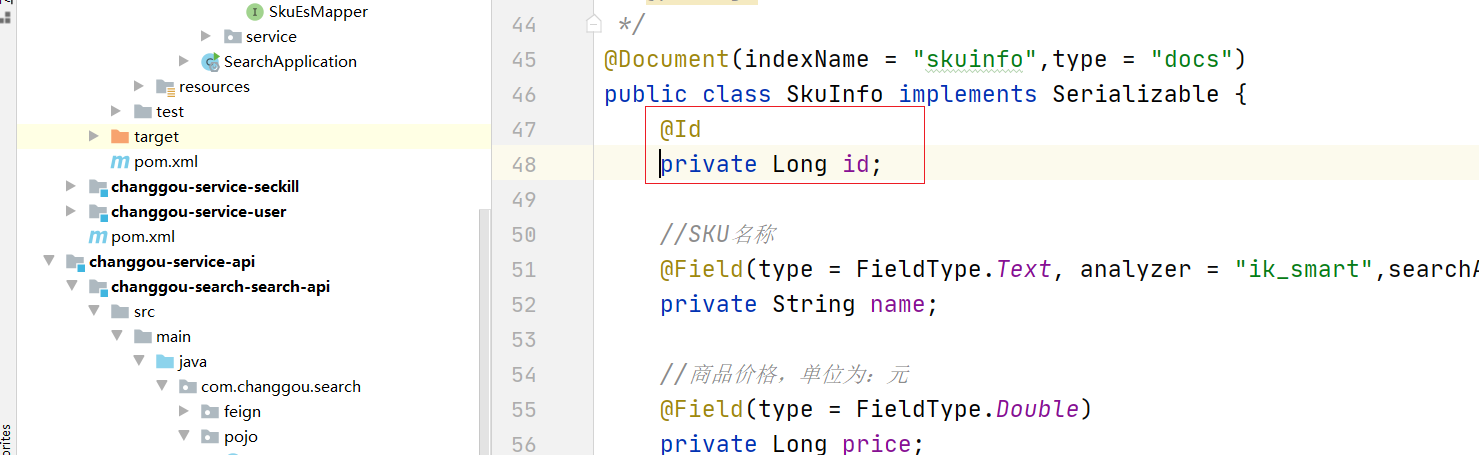 SkuEsMapper
service
SearchApplication
resources
test
target
pom.xml
changgou-service-seckill
changgou-service-user
pom.xml
changgou-service-api
changgou-search-search-api
src
main
java
com.changgou.search
feign
pojo
44 */
45 @Document(indexName = "skuinfo",type = "docs")
46 public class SkuInfo implements Serializable {
47 @Id
48 private Long id;
49
50 //SKU名称
51 @Field(type = FieldType.Text, analyzer = "ik_smart",searchA
52 private String name;
53
54 //商品价格，单位为：元
55 @Field(type = FieldType.Double)
56 private Long price;